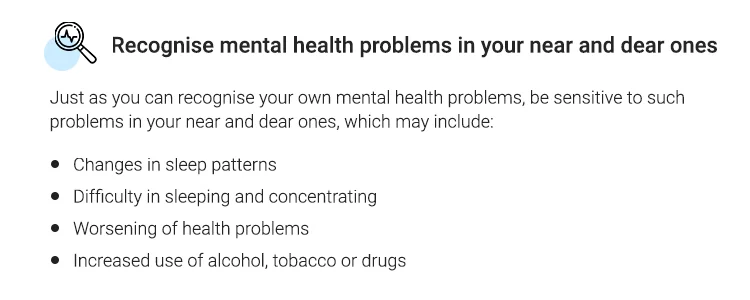 Recognise mental health problems in your near and dear ones
Just as you can recognise your own mental health problems, be sensitive to such
problems in your near and dear ones, which may include:
• Changes in sleep patterns
• Difficulty in sleeping and concentrating
• Worsening of health problems
• Increased use of alcohol, tobacco or drugs